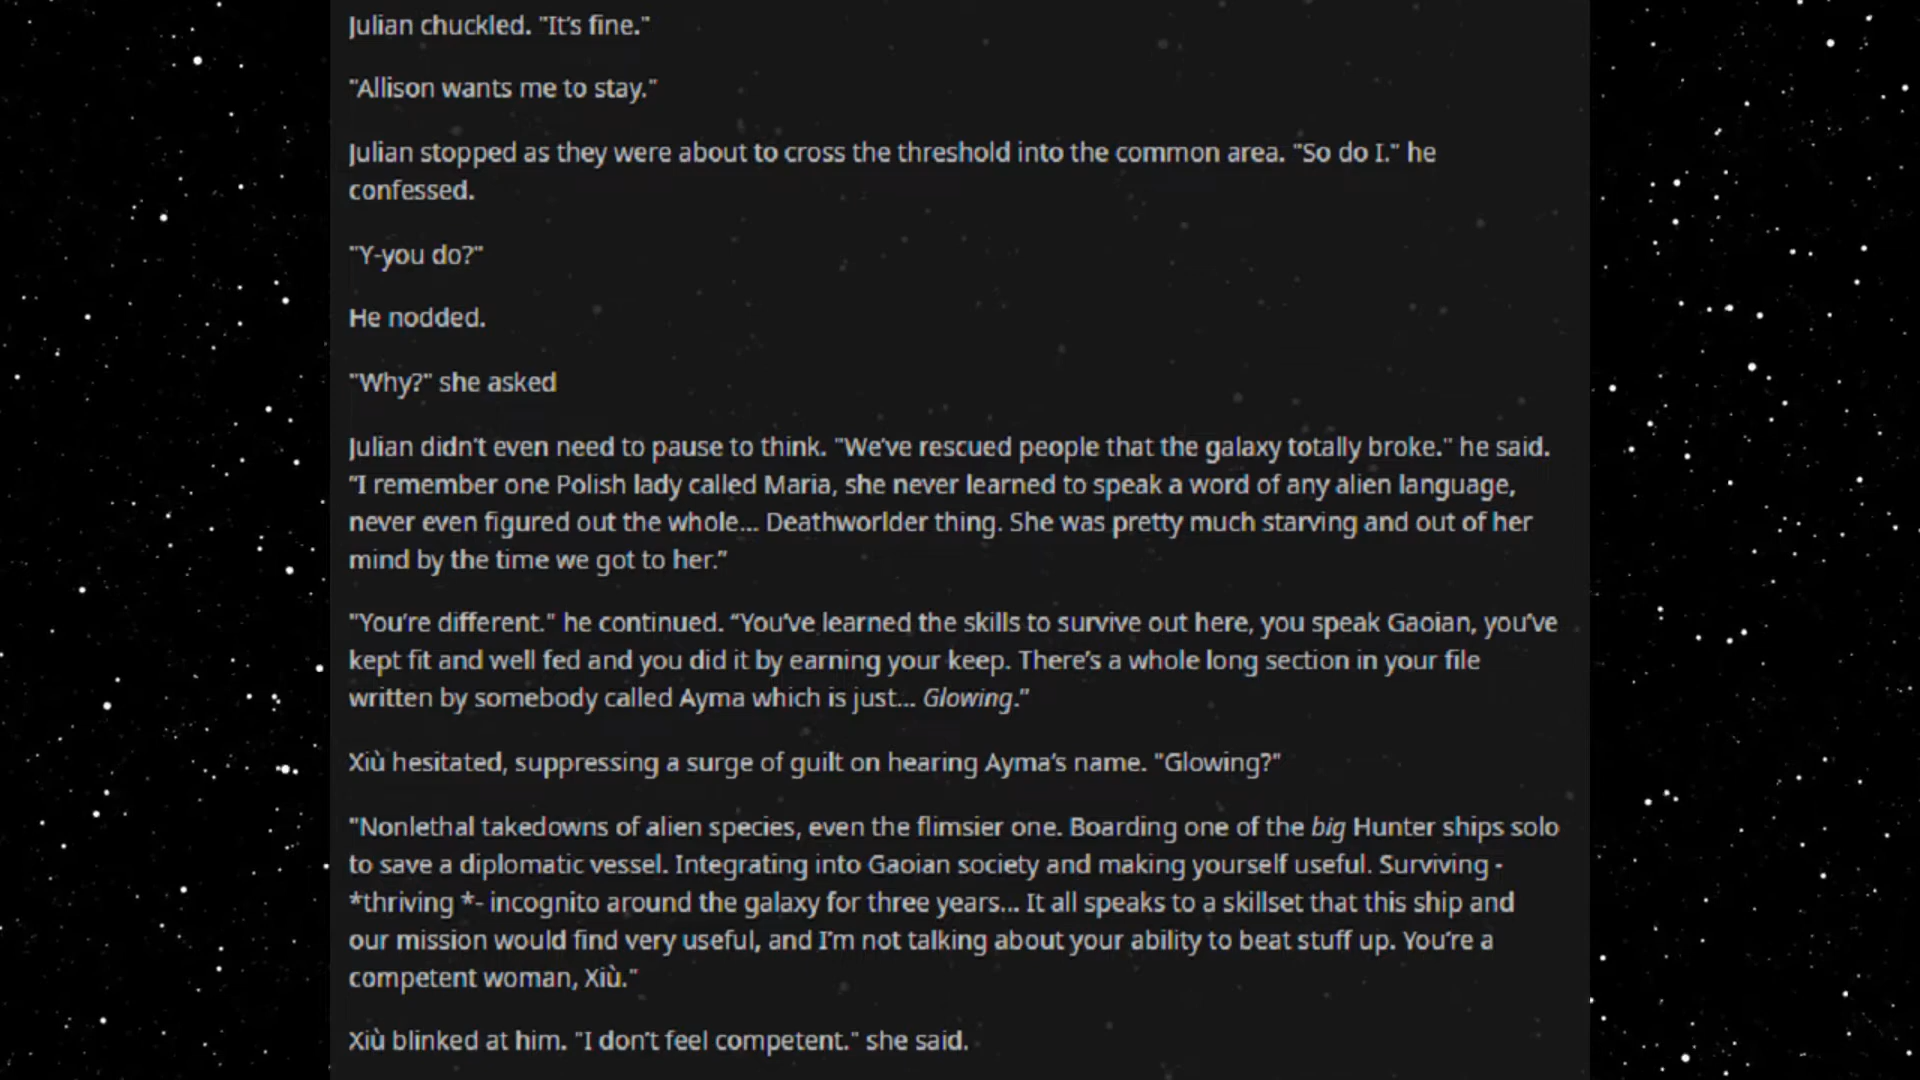 Julian chuckled. "It's fine."
"Allison wants me to stay."
Julian stopped as they were about to cross the threshold into the common area. "So do I." he
confessed.
"Y-you do?"
He nodded.
"Why?" she asked
Julian didn't even need to pause to think. "We've rescued people that the galaxy totally broke." he said.
"I remember one Polish lady called Maria, she never learned to speak a word of any alien language,
never even figured out the whole... Deathworlder thing. She was pretty much starving and out of her
mind by the time we got to her."
"You're different." he continued. "You've learned the skills to survive out here, you speak Gaoian, you've
kept fit and well fed and you did it by earning your keep. There's a whole long section in your file
written by somebody called Ayma which is just... Glowing."
Xiù hesitated, suppressing a surge of guilt on hearing Ayma's name. "Glowing?"
"Nonlethal takedowns of alien species, even the flimsier one. Boarding one of the big Hunter ships solo
to save a diplomatic vessel. Integrating into Gaoian society and making yourself useful. Surviving -
*thriving *- incognito around the galaxy for three years... It all speaks to a skillset that this ship and
our mission would find very useful, and I'm not talking about your ability to beat stuff up. You're a
competent woman, Xiù."
Xiù blinked at him. "I don't feel competent." she said.